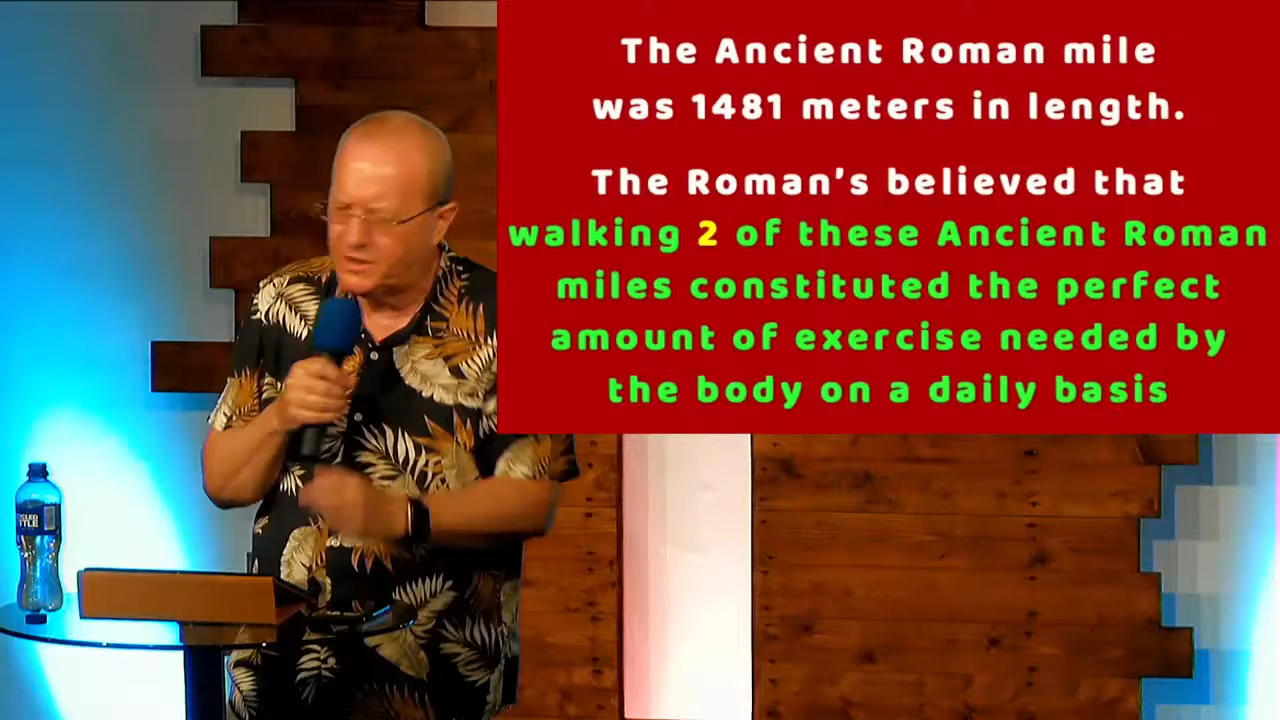 The Ancient Roman mile
was 1481 meters in length.
The Roman's believed that
walking 2 of these Ancient Roman
miles constituted the perfect
amount of exercise needed by
the body on a daily basis